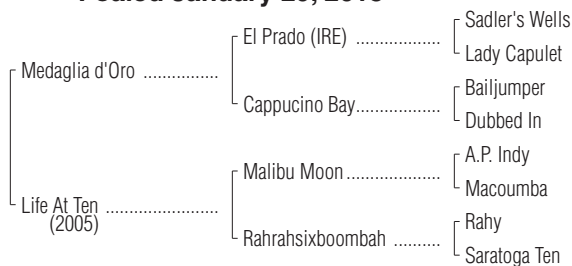 Foaled January
Sadler's Wells
El Prado (IRE) ...................
Lady Capulet
Medaglia d'Oro ................
Bailjumper
Cappucino Bay...................
Dubbed In
A.P. Indy
Malibu Moon.....................
Macoumba
Life At Ten ........................
(2005)
Rahy
Rahrahsixboombah ..........
Saratoga Ten